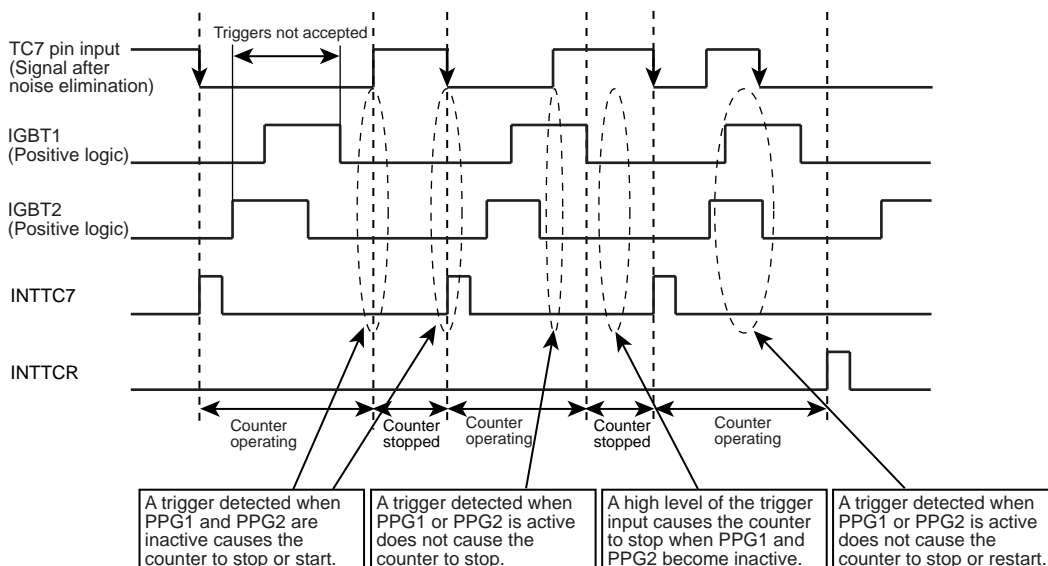 Triggers not accepted
TC7 pin input
(Signal after
noise elimination)
IGBT1
(Positive logic)
IGBT2
(Positive logic)
INTTC7
INTTCR
Counter
operating
Counter
stopped
Counter
operating
Counter
stopped
Counter
operating
A trigger detected when
PPG1 and PPG2 are
inactive causes the
counter to stop or start.
A trigger detected when
PPG1 or PPG2 is active
does not cause the
counter to stop.
A high level of the trigger
input causes the counter
to stop when PPG1 and
PPG2 become inactive.
A trigger detected when
PPG1 or PPG2 is active
does not cause the
counter to stop or restart.